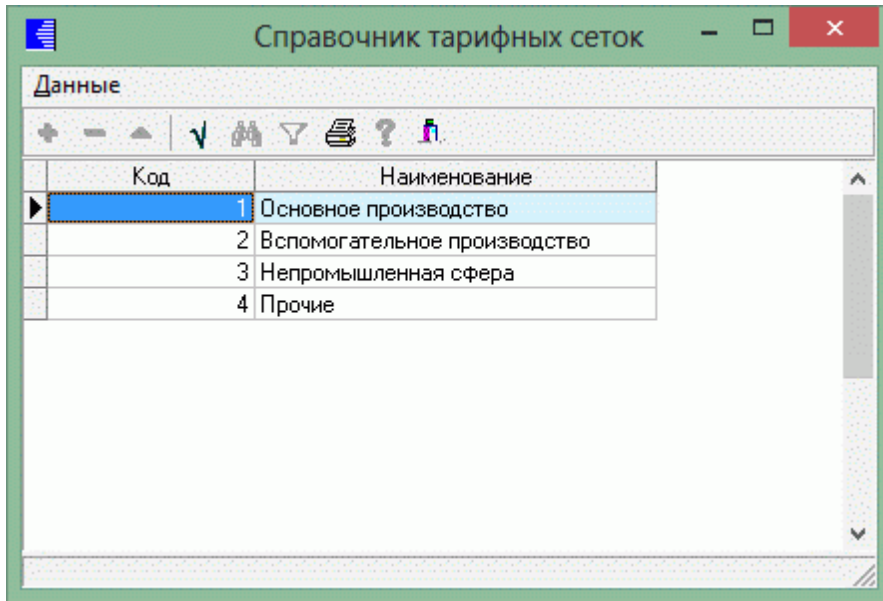 Справочник тарифных сеток
Данные
Код Наименование
1 Основное производство
2 Вспомогательное производство
3 Непромышленная сфера
4 Прочие